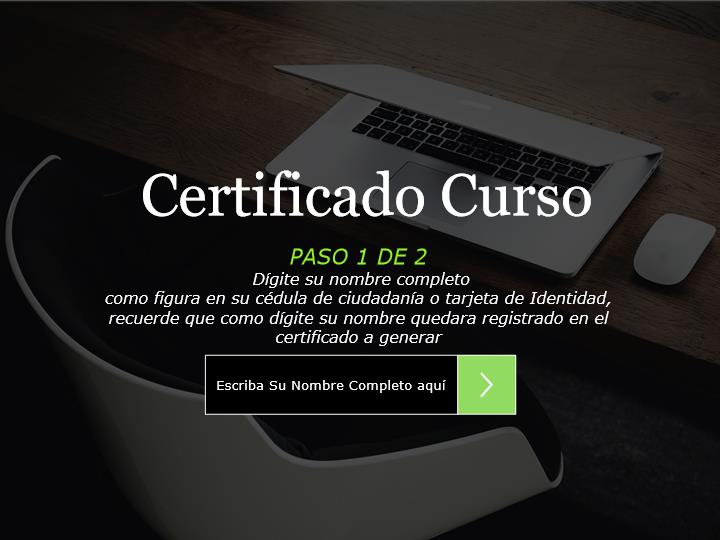 Certificado Curso
PASO 1 DE 2
Dígite su nombre completo
como figura en su cédula de ciudadanía o tarjeta de Identidad,
recuerde que como dígite su nombre quedara registrado en el
certificado a generar
Escriba Su Nombre Completo aquí